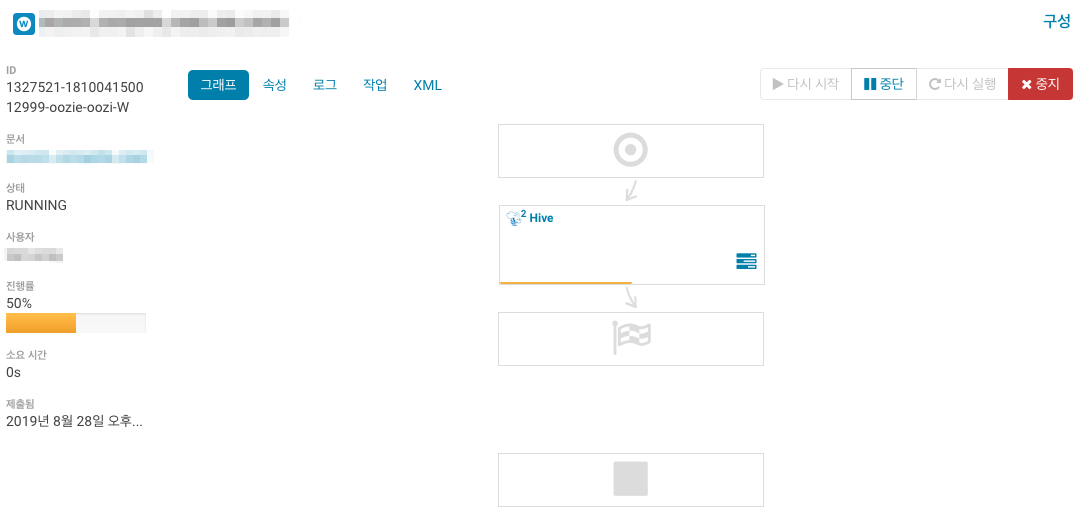 W
구성
ID
1327521-1810041500
12999-oozie-oozi-W
그래프 속성 로그 작업 XML
다시 시작 중단 다시 실행 중지
문서
상태
RUNNING
2 Hive
사용자
진행률
50%
소요 시간
0s
제출됨
2019년 8월 28일 오후...